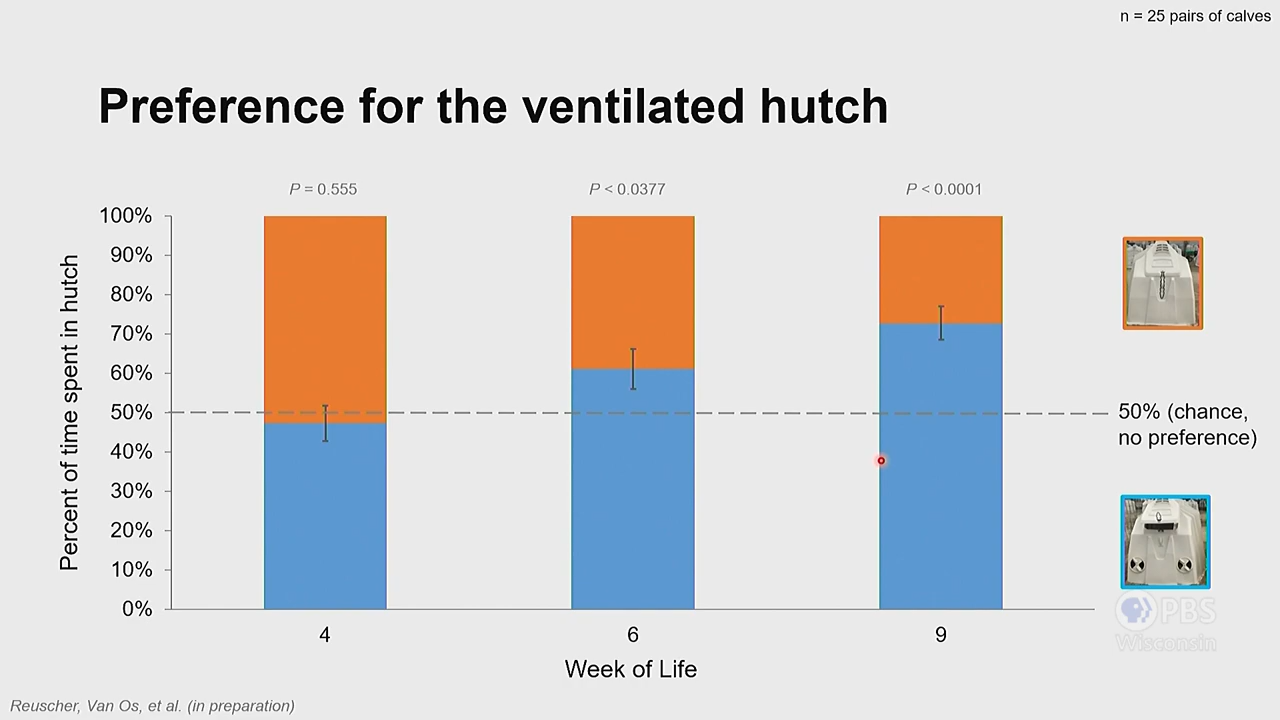 n = 25 pairs of calves
Preference for the ventilated hutch
P = 0.555
P < 0.0377
P < 0.0001
Percent of time spent in hutch
100%
90%
80%
70%
60%
50%
40%
30%
20%
10%
0%
50% (chance,
no preference)
4
6
9
Week of Life
PBS
Wisconsin
Reuscher, Van Os, et al. (in preparation)